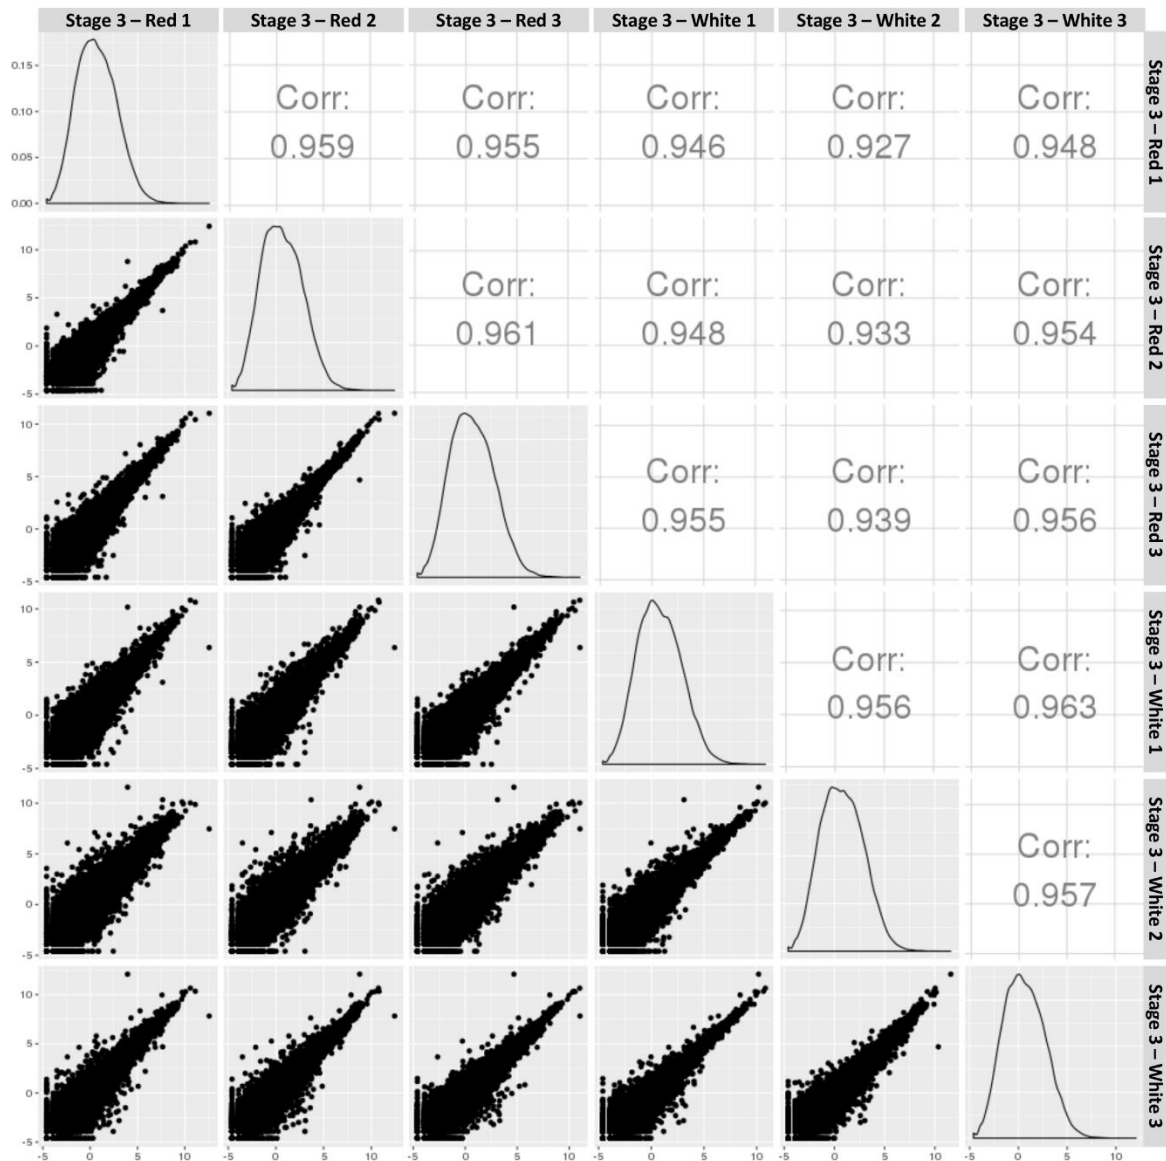 Stage 3 – Red 1
Stage 3 – Red 2
Stage 3 – Red 3
Stage 3 – White 1
Stage 3 – White 2
Stage 3 – White 3
0.15
0.10
0.05
0.00
Corr:
0.959
Corr:
0.955
Corr:
0.946
Corr:
0.927
Corr:
0.948
Stage 3 – Red 1
10
5
0
-5
Corr:
0.961
Corr:
0.948
Corr:
0.933
Corr:
0.954
Stage 3 – Red 2
10
5
0
-5
Corr:
0.955
Corr:
0.939
Corr:
0.956
Stage 3 – Red 3
10
5
0
-5
Corr:
0.956
Corr:
0.963
Stage 3 – White 1
10
5
0
-5
Corr:
0.957
Stage 3 – White 2
10
5
0
-5
Stage 3 – White 3
-5 0 5 10
-5 0 5 10
-5 0 5 10
-5 0 5 10
-5 0 5 10
-5 0 5 10